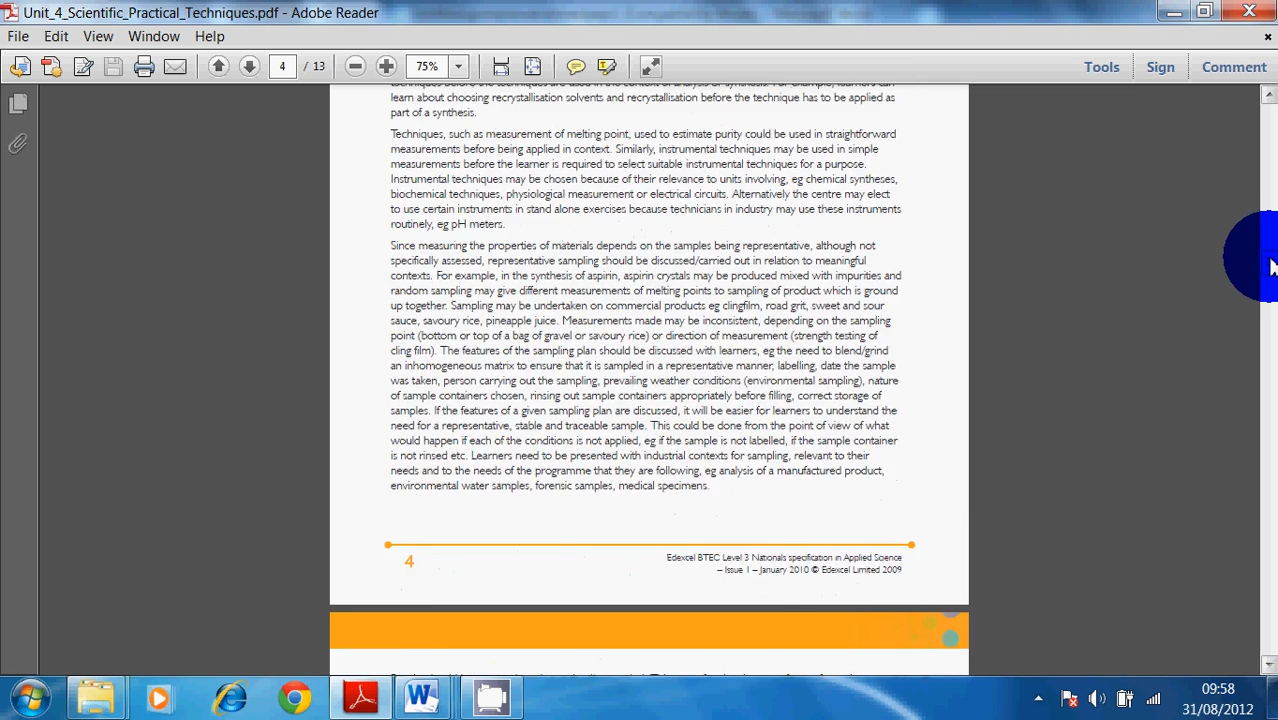 Unit_4_Scientific_Practical_Techniques.pdf - Adobe Reader
File Edit View Window Help
4 / 13 75% Tools Sign Comment
techniques before the techniques are used in the context of analysis or synthesis. For example, learners can
learn about choosing recrystallisation solvents and recrystallisation before the technique has to be applied as
part of a synthesis.
Techniques, such as measurement of melting point, used to estimate purity could be used in straightforward
measurements before being applied in context. Similarly, instrumental techniques may be used in simple
measurements before the learner is required to select suitable instrumental techniques for a purpose.
Instrumental techniques may be chosen because of their relevance to units involving, eg chemical syntheses,
biochemical techniques, physiological measurement or electrical circuits. Alternatively the centre may elect
to use certain instruments in stand alone exercises because technicians in industry may use these instruments
routinely, eg pH meters.
Since measuring the properties of materials depends on the samples being representative, although not
specifically assessed, representative sampling should be discussed/carried out in relation to meaningful
contexts. For example, in the synthesis of aspirin, aspirin crystals may be produced mixed with impurities and
random sampling may give different measurements of melting points to sampling of product which is ground
up together. Sampling may be undertaken on commercial products eg clingfilm, road grit, sweet and sour
sauce, savoury rice, pineapple juice. Measurements made may be inconsistent, depending on the sampling
point (bottom or top of a bag of gravel or savoury rice) or direction of measurement (strength testing of
cling film). The features of the sampling plan should be discussed with learners, eg the need to blend/grind
an inhomogeneous matrix to ensure that it is sampled in a representative manner, labelling, date the sample
was taken, person carrying out the sampling, prevailing weather conditions (environmental sampling), nature
of sample containers chosen, rinsing out sample containers appropriately before filling, correct storage of
samples. If the features of a given sampling plan are discussed, it will be easier for learners to understand the
need for a representative, stable and traceable sample. This could be done from the point of view of what
would happen if each of the conditions is not applied, eg if the sample is not labelled, if the sample container
is not rinsed etc. Learners need to be presented with industrial contexts for sampling, relevant to their
needs and to the needs of the programme that they are following, eg analysis of a manufactured product,
environmental water samples, forensic samples, medical specimens.
4
Edexcel BTEC Level 3 Nationals specification in Applied Science
– Issue 1 – January 2010 © Edexcel Limited 2009
09:58
31/08/2012